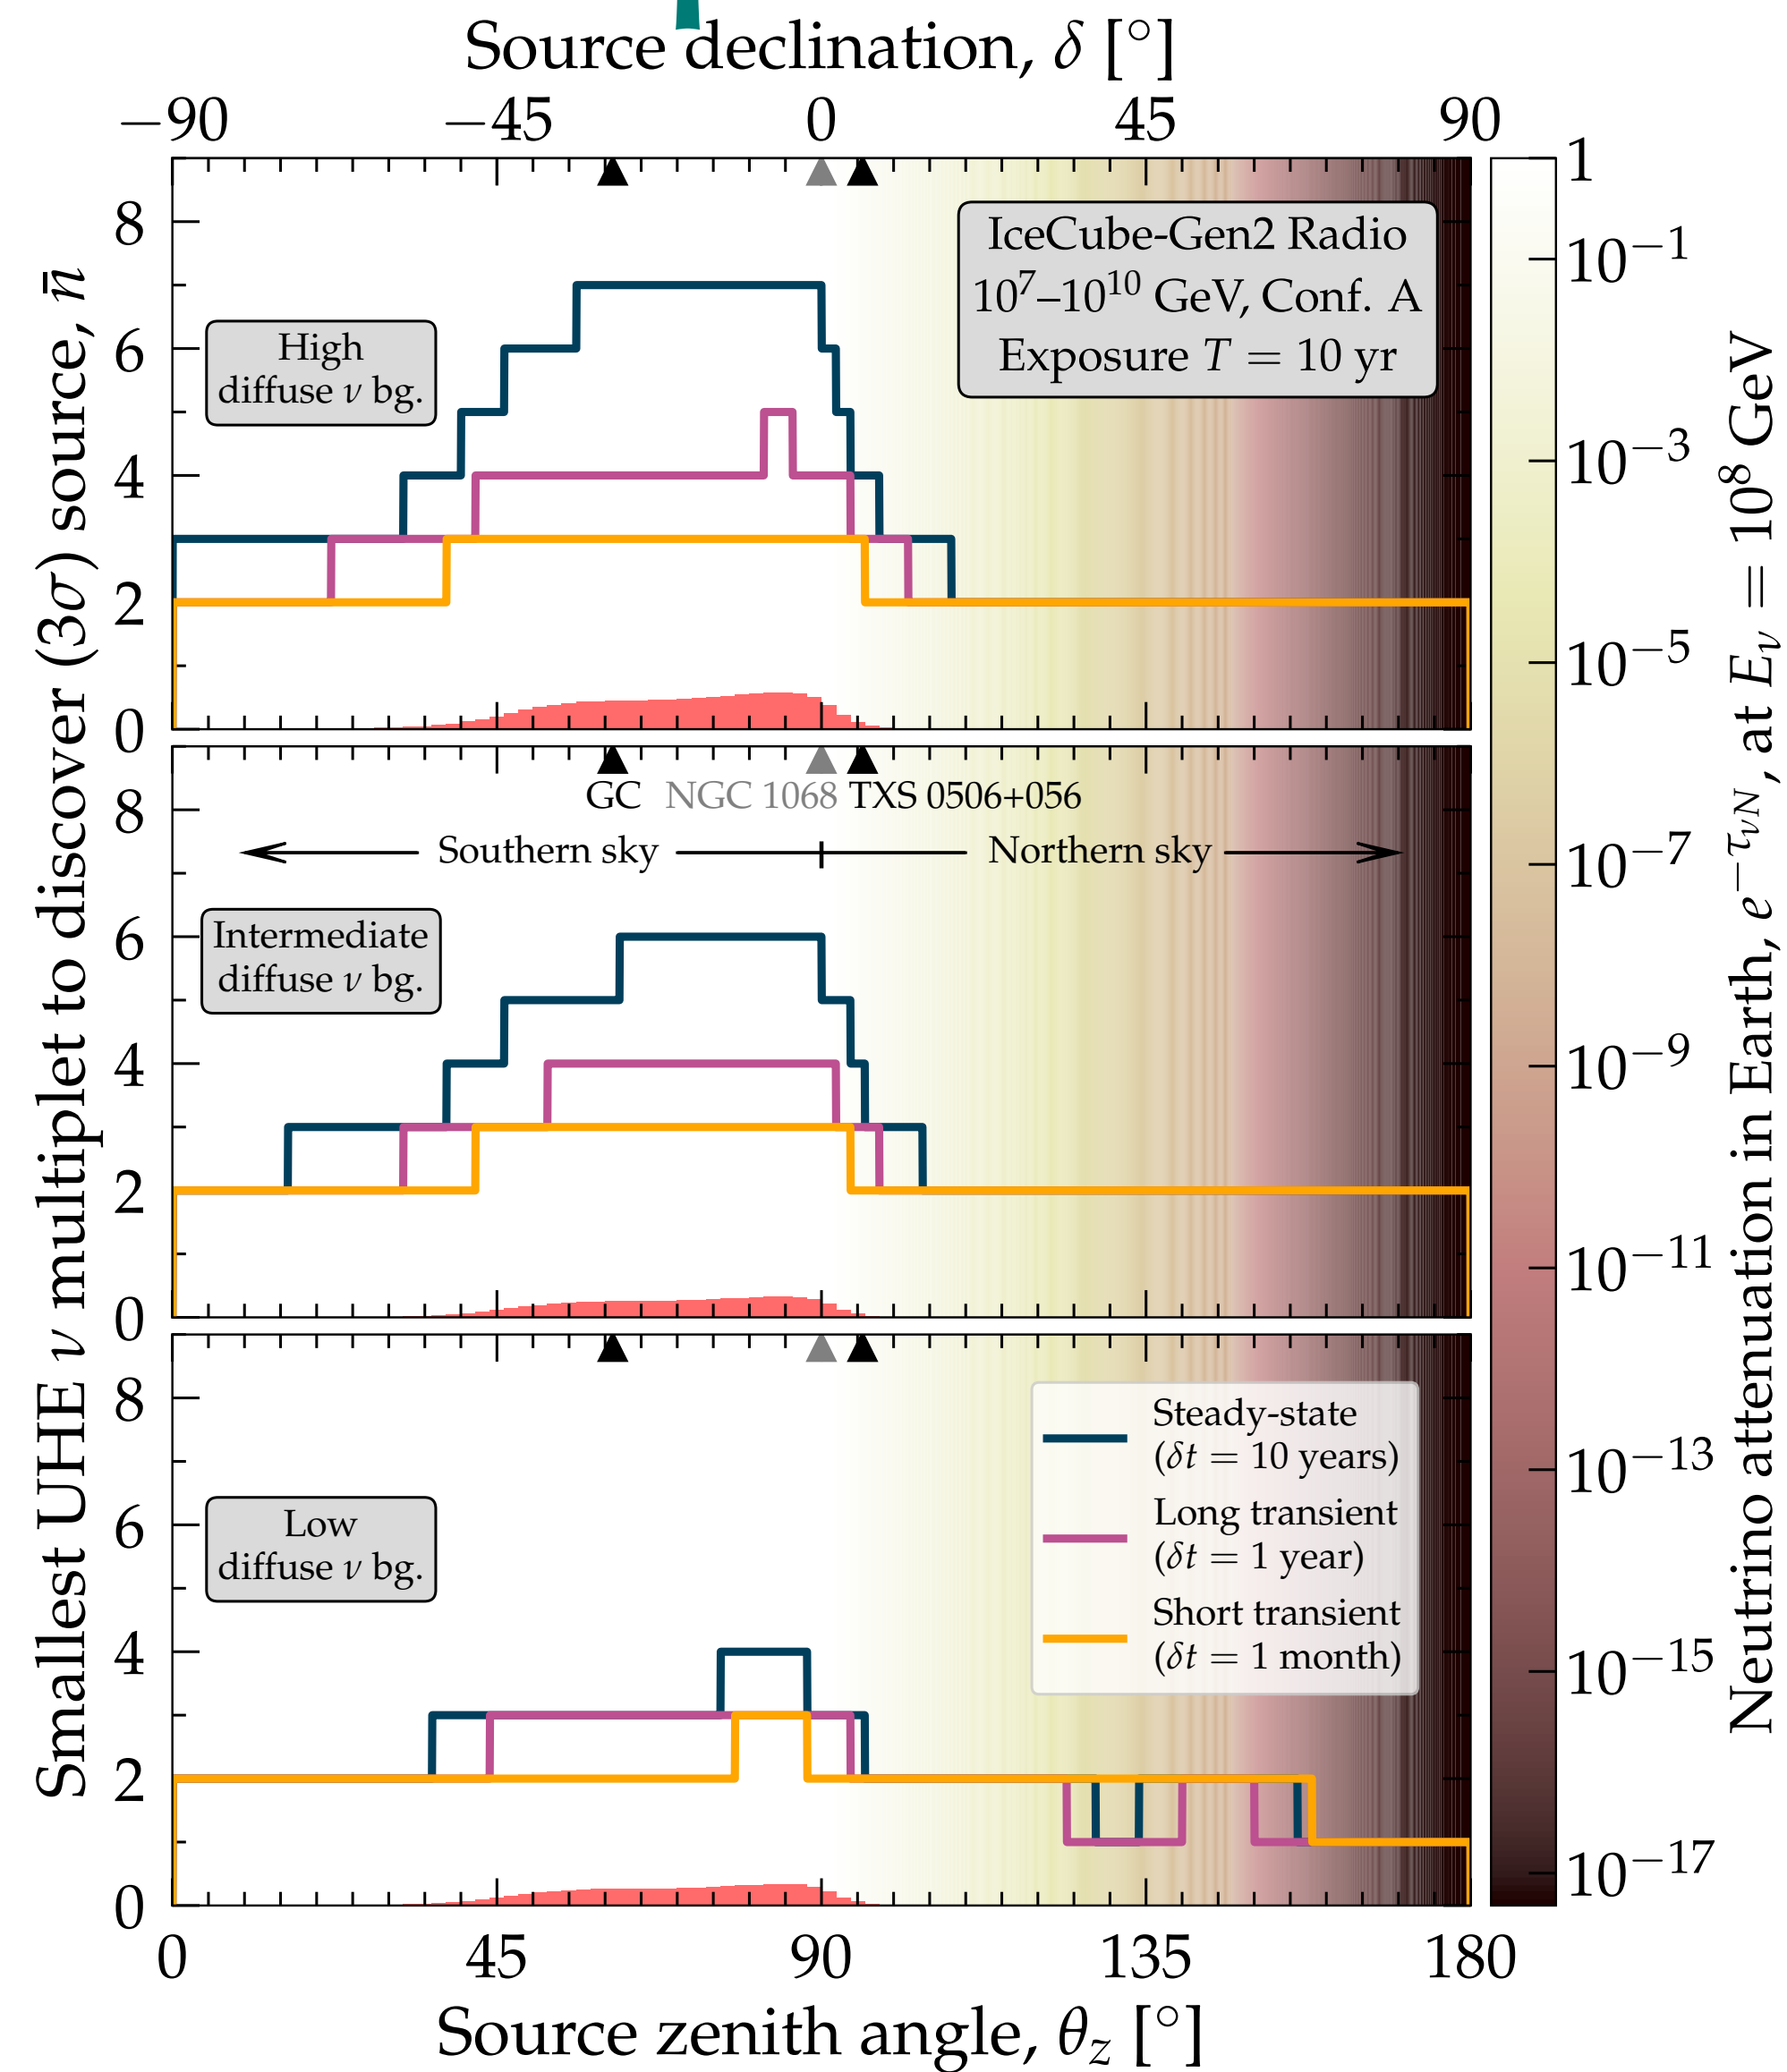 Source declination, δ [°]
−90 −45 0 45 90
Smallest UHE ν multiplet to discover (3σ) source, n̄
8
6
4
2
0
High
diffuse ν bg.
IceCube-Gen2 Radio
10⁷–10¹⁰ GeV, Conf. A
Exposure T = 10 yr
8
6
4
2
0
GC NGC 1068 TXS 0506+056
Southern sky Northern sky
Intermediate
diffuse ν bg.
8
6
4
2
0
Low
diffuse ν bg.
Steady-state
(δt = 10 years)
Long transient
(δt = 1 year)
Short transient
(δt = 1 month)
0 45 90 135 180
Source zenith angle, θ_z [°]
1
10⁻¹
10⁻³
10⁻⁵
10⁻⁷
10⁻⁹
10⁻¹¹
10⁻¹³
10⁻¹⁵
10⁻¹⁷
Neutrino attenuation in Earth, e^{−τ_{νN}}, at E_ν = 10⁸ GeV